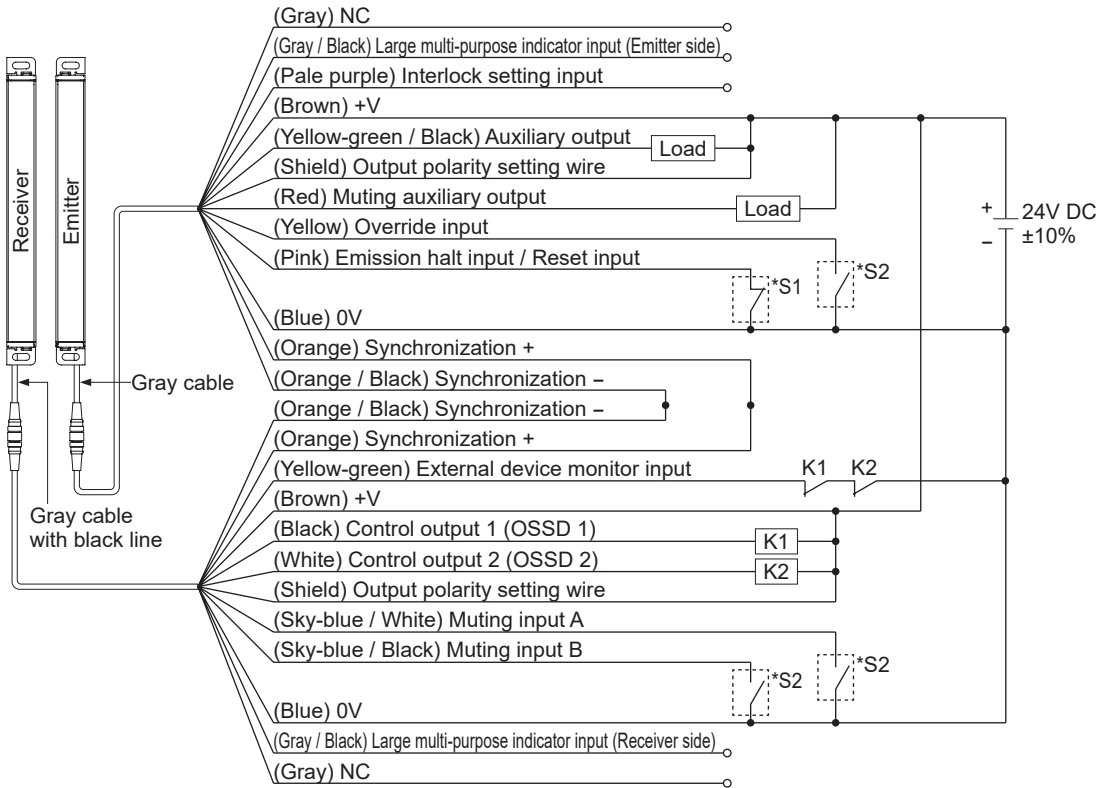 (Gray) NC
(Gray / Black) Large multi-purpose indicator input (Emitter side)
(Pale purple) Interlock setting input
(Brown) +V
(Yellow-green / Black) Auxiliary output
Load
(Shield) Output polarity setting wire
(Red) Muting auxiliary output
Load
(Yellow) Override input
(Pink) Emission halt input / Reset input
*S1
*S2
+
−
24V DC
±10%
(Blue) 0V
(Orange) Synchronization +
(Orange / Black) Synchronization −
(Orange / Black) Synchronization −
(Orange) Synchronization +
(Yellow-green) External device monitor input
K1
K2
(Brown) +V
(Black) Control output 1 (OSSD 1)
K1
(White) Control output 2 (OSSD 2)
K2
(Shield) Output polarity setting wire
(Sky-blue / White) Muting input A
(Sky-blue / Black) Muting input B
*S2
*S2
(Blue) 0V
(Gray / Black) Large multi-purpose indicator input (Receiver side)
(Gray) NC
Receiver
Emitter
Gray cable
Gray cable
with black line